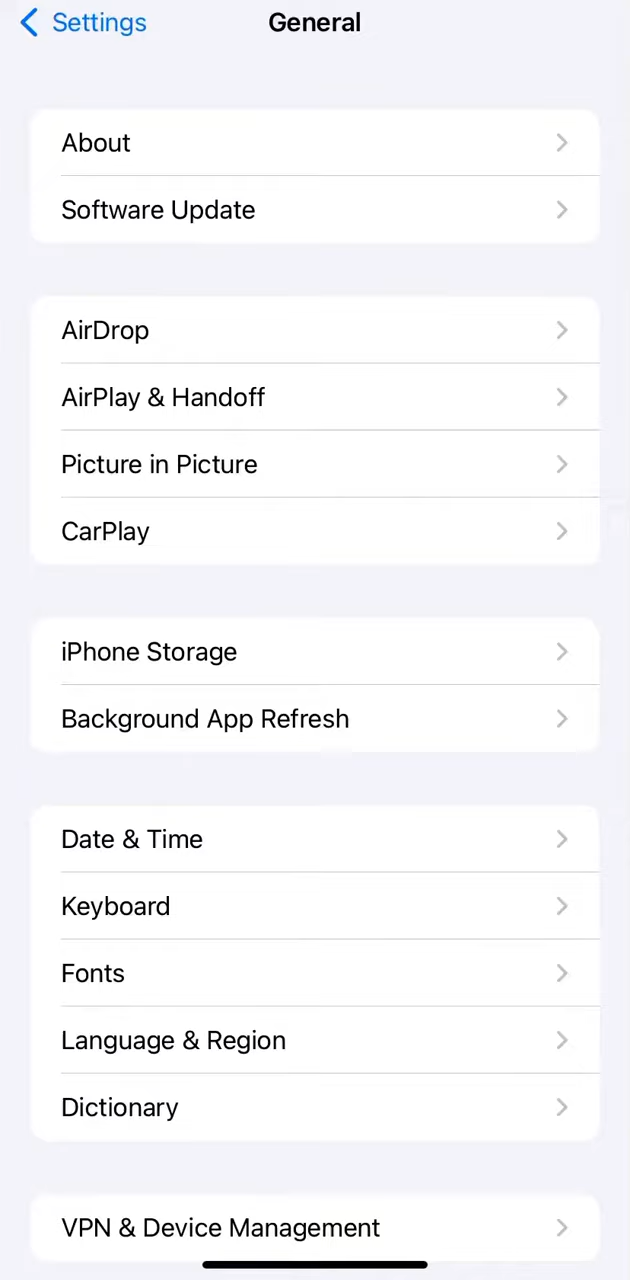 Settings
General
About
Software Update
AirDrop
AirPlay & Handoff
Picture in Picture
CarPlay
iPhone Storage
Background App Refresh
Date & Time
Keyboard
Fonts
Language & Region
Dictionary
VPN & Device Management